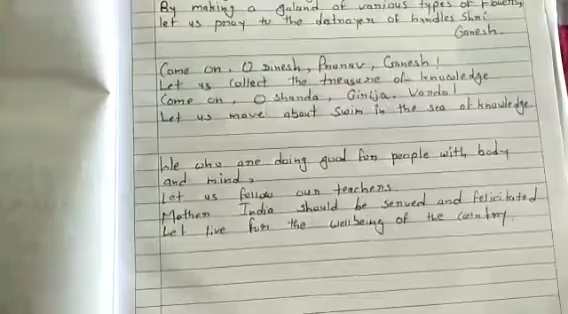 By making a galand of various types of flowers,
let us pray to the of hindles Shri
Ganesh.
Come on, O Dinesh, Pranav, Ganesh!
Let us collect the treasure of knowledge
Come on, O Sharda, Girija, Vanda!
Let us move about swim in the sea of knowledge
We who are doing good for people with body
and mind,
Let us follow our teachers.
Mother India should be served and felicitated
Let live for the wellbeing of the country.